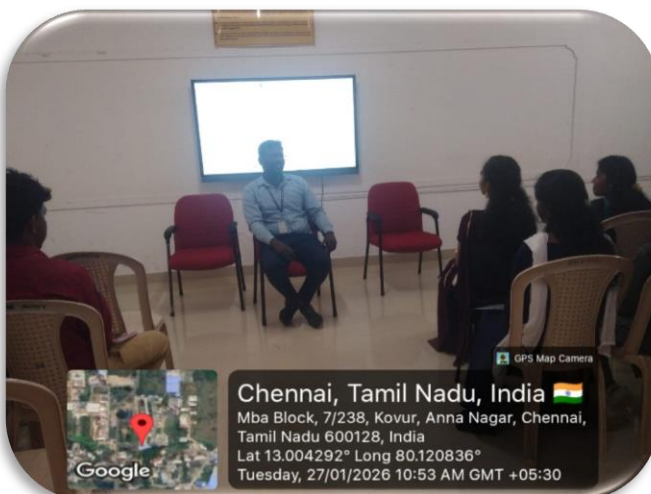 GPS Map Camera
Chennai, Tamil Nadu, India 🇮🇳
Mba Block, 7/238, Kovur, Anna Nagar, Chennai,
Tamil Nadu 600128, India
Lat 13.004292° Long 80.120836°
Tuesday, 27/01/2026 10:53 AM GMT +05:30
Google